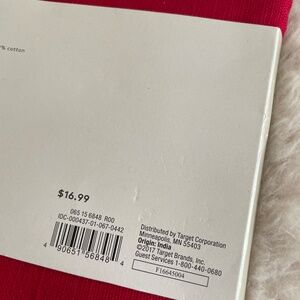 % cotton
$16.99
065 15 6848 R00
IDC-000437-01-067-0442
4 90651 56848 4
Distributed by Target Corporation
Minneapolis, MN 55403
Origin: India
©2017 Target Brands, Inc.
Guest Services 1-800-440-0680
F16645004